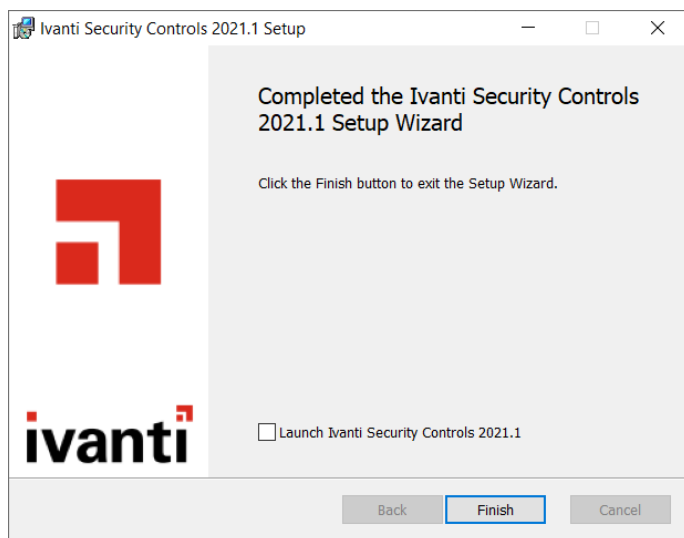 Ivanti Security Controls 2021.1 Setup
Completed the Ivanti Security Controls
2021.1 Setup Wizard
Click the Finish button to exit the Setup Wizard.
ivanti
Launch Ivanti Security Controls 2021.1
Back
Finish
Cancel